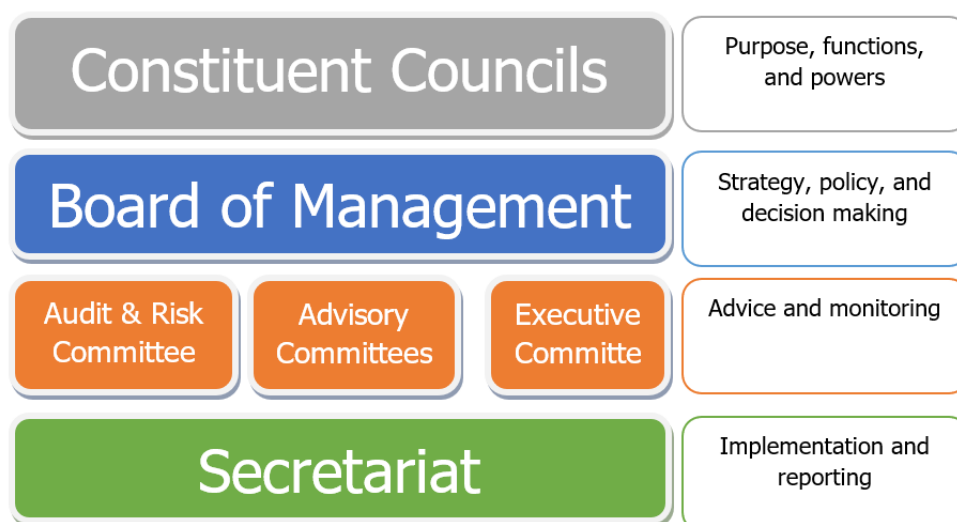 Constituent Councils
Purpose, functions,
and powers
Board of Management
Strategy, policy, and
decision making
Audit & Risk
Committee
Advisory
Committees
Executive
Committe
Advice and monitoring
Secretariat
Implementation and
reporting